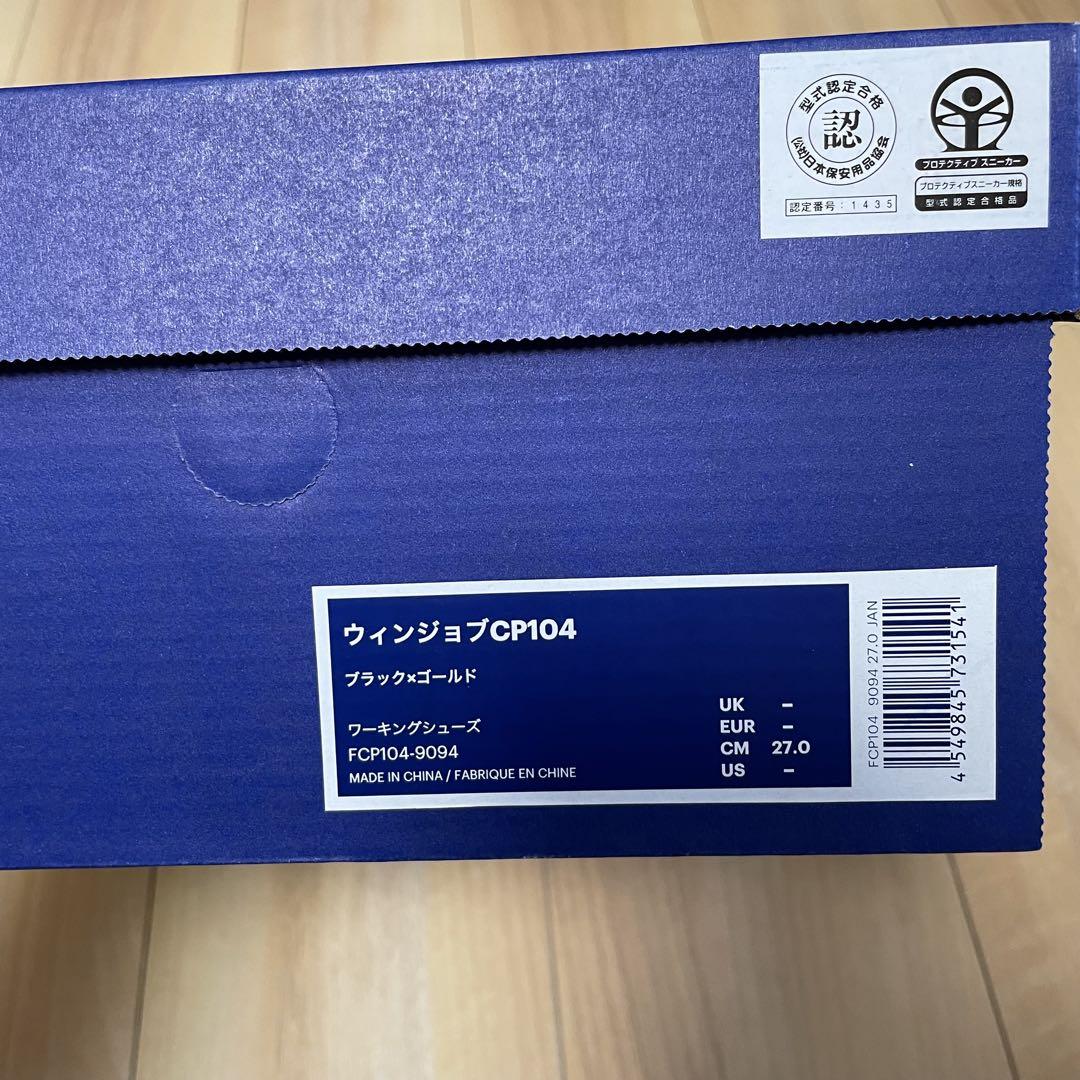 型式認定合格
認
(公社)日本保安用品協会
認定番号：1435
プロテクティブ スニーカー
プロテクティブスニーカー規格
型式認定合格品
ウィンジョブCP104
ブラック×ゴールド
ワーキングシューズ
FCP104-9094
MADE IN CHINA / FABRIQUE EN CHINE
UK –
EUR –
CM 27.0
US –
FCP104 9094 27.0 JAN
4 549845 731541